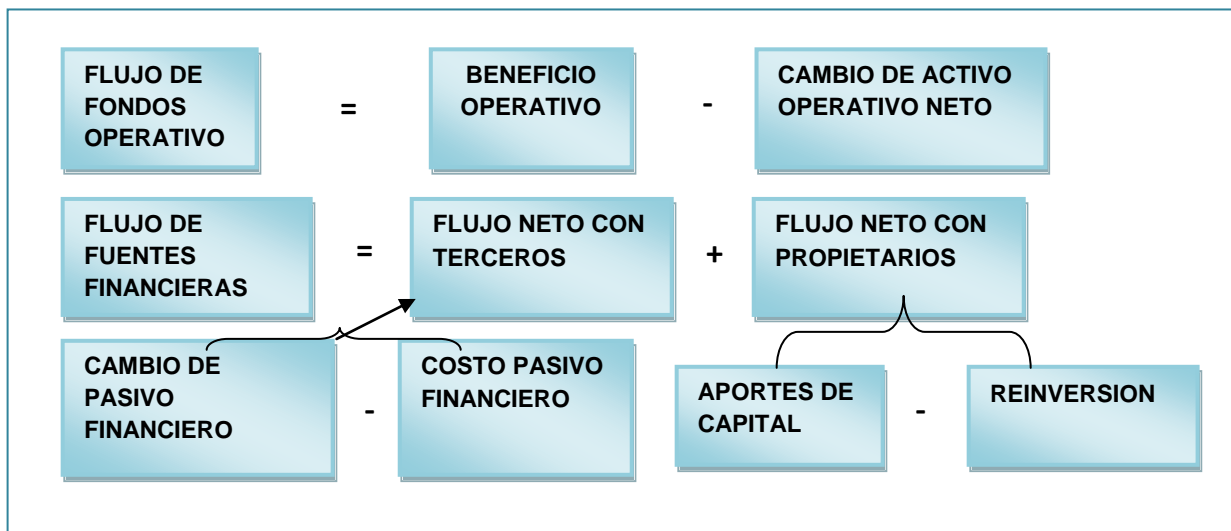 FLUJO DE
FONDOS
OPERATIVO
=
BENEFICIO
OPERATIVO
-
CAMBIO DE ACTIVO
OPERATIVO NETO
FLUJO DE
FUENTES
FINANCIERAS
=
FLUJO NETO CON
TERCEROS
+
FLUJO NETO CON
PROPIETARIOS
CAMBIO DE
PASIVO
FINANCIERO
-
COSTO PASIVO
FINANCIERO
APORTES DE
CAPITAL
-
REINVERSION